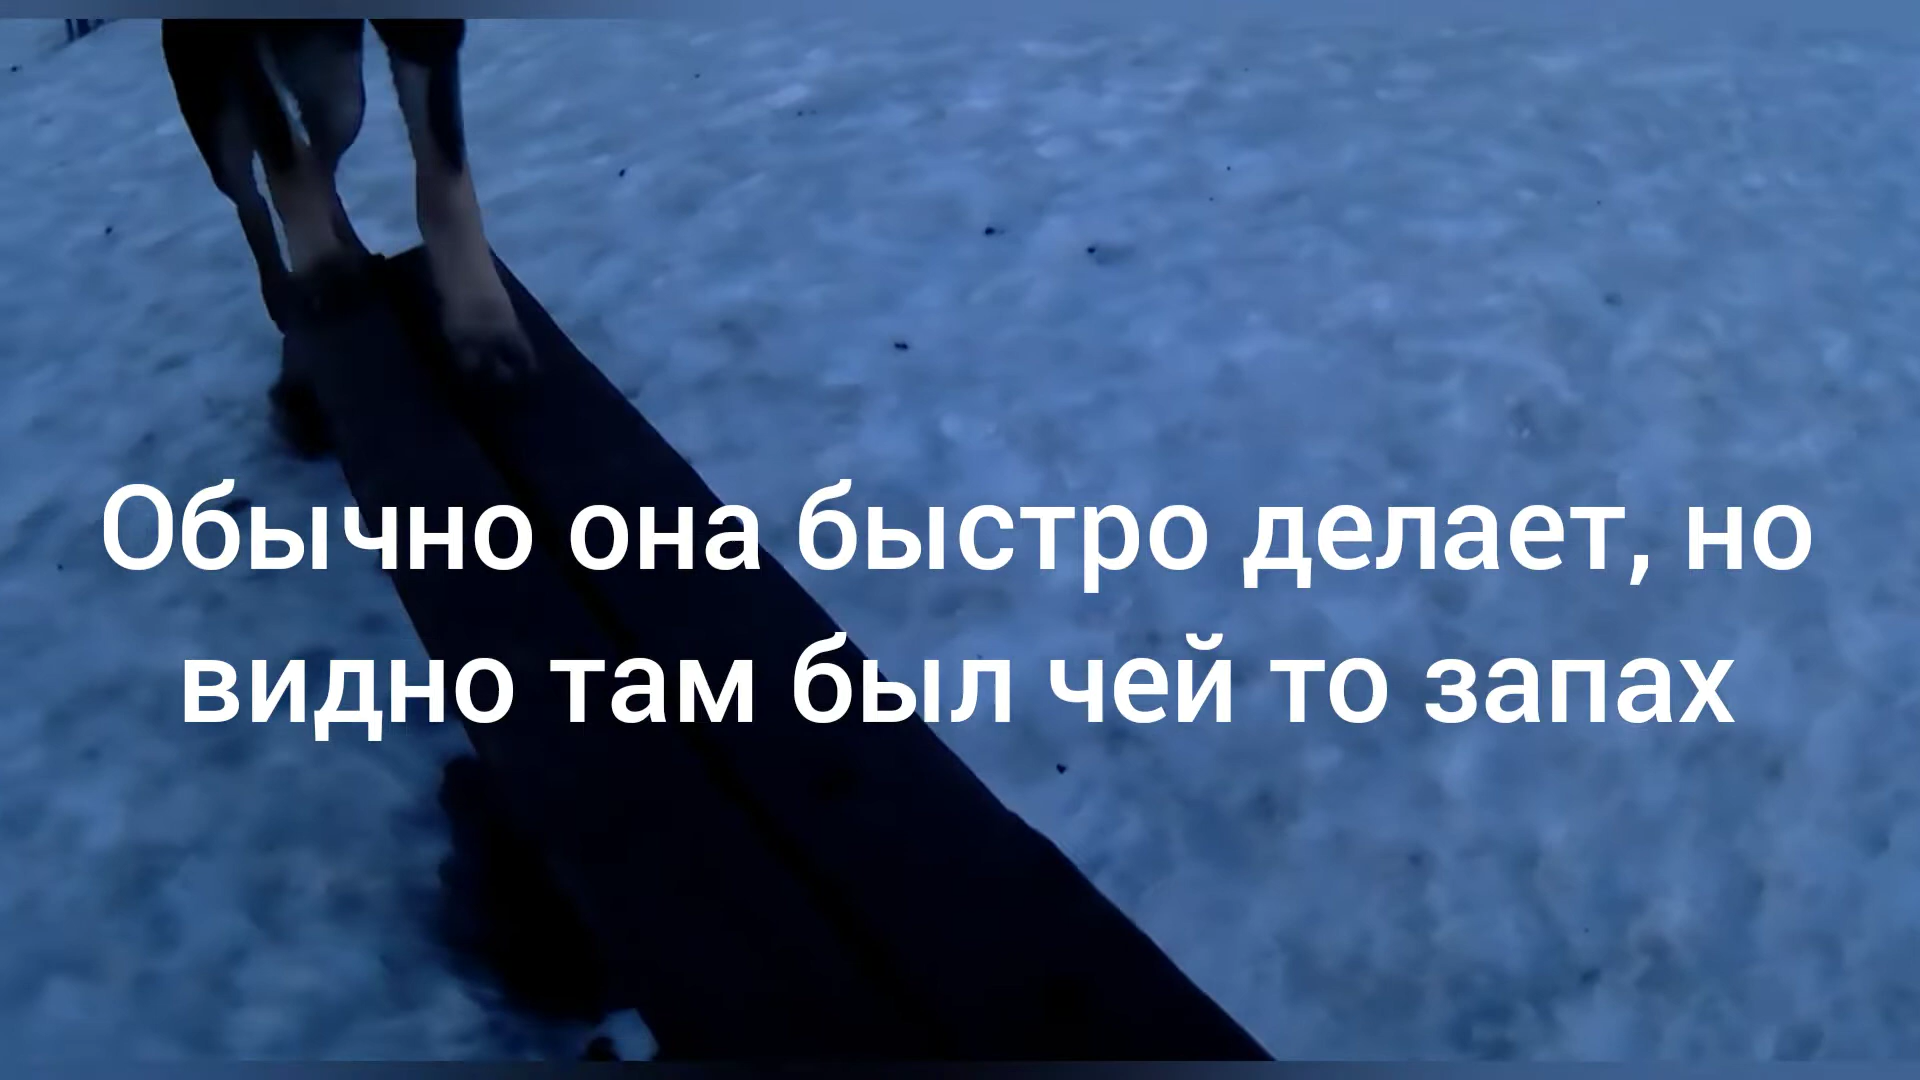 Обычно она быстро делает, но
видно там был чей то запах